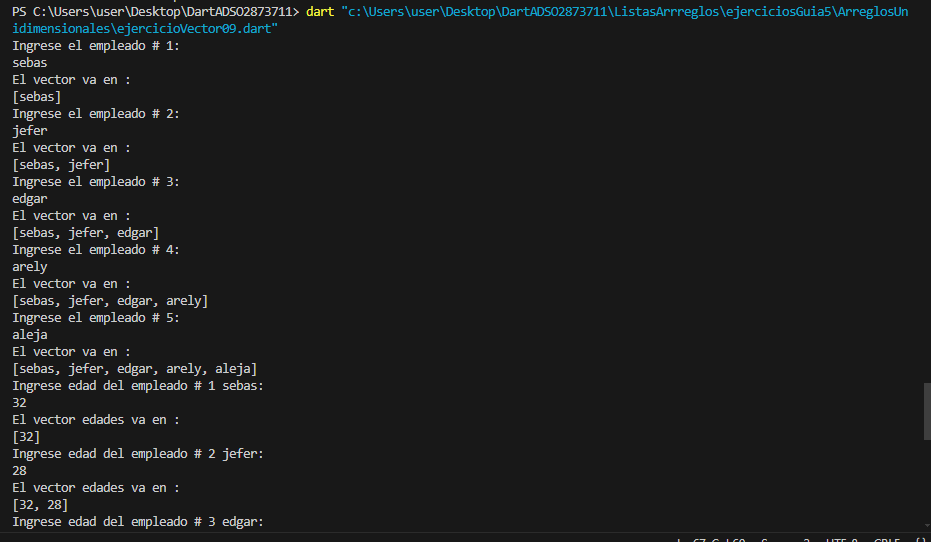 PS C:\Users\user\Desktop\DartADSO2873711> dart "c:\Users\user\Desktop\DartADSO2873711\ListasArrreglos\ejerciciosGuia5\ArreglosUn
idimensionales\ejercicioVector09.dart"
Ingrese el empleado # 1:
sebas
El vector va en :
[sebas]
Ingrese el empleado # 2:
jefer
El vector va en :
[sebas, jefer]
Ingrese el empleado # 3:
edgar
El vector va en :
[sebas, jefer, edgar]
Ingrese el empleado # 4:
arely
El vector va en :
[sebas, jefer, edgar, arely]
Ingrese el empleado # 5:
aleja
El vector va en :
[sebas, jefer, edgar, arely, aleja]
Ingrese edad del empleado # 1 sebas:
32
El vector edades va en :
[32]
Ingrese edad del empleado # 2 jefer:
28
El vector edades va en :
[32, 28]
Ingrese edad del empleado # 3 edgar: